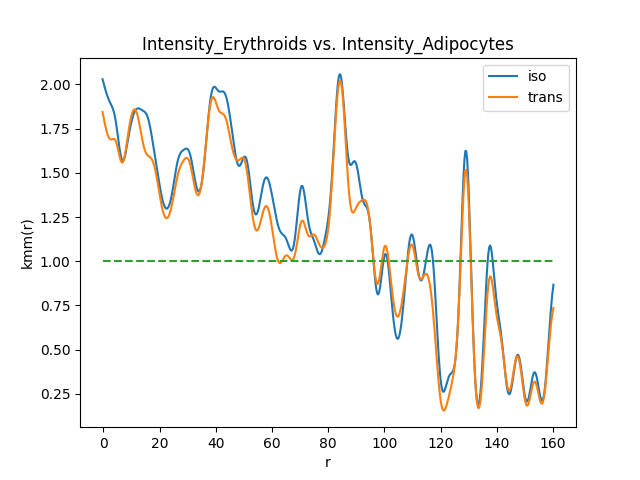 Intensity_Erythroids vs. Intensity_Adipocytes
iso
trans
2.00
1.75
1.50
1.25
1.00
0.75
0.50
0.25
kmm(r)
0 20 40 60 80 100 120 140 160
r